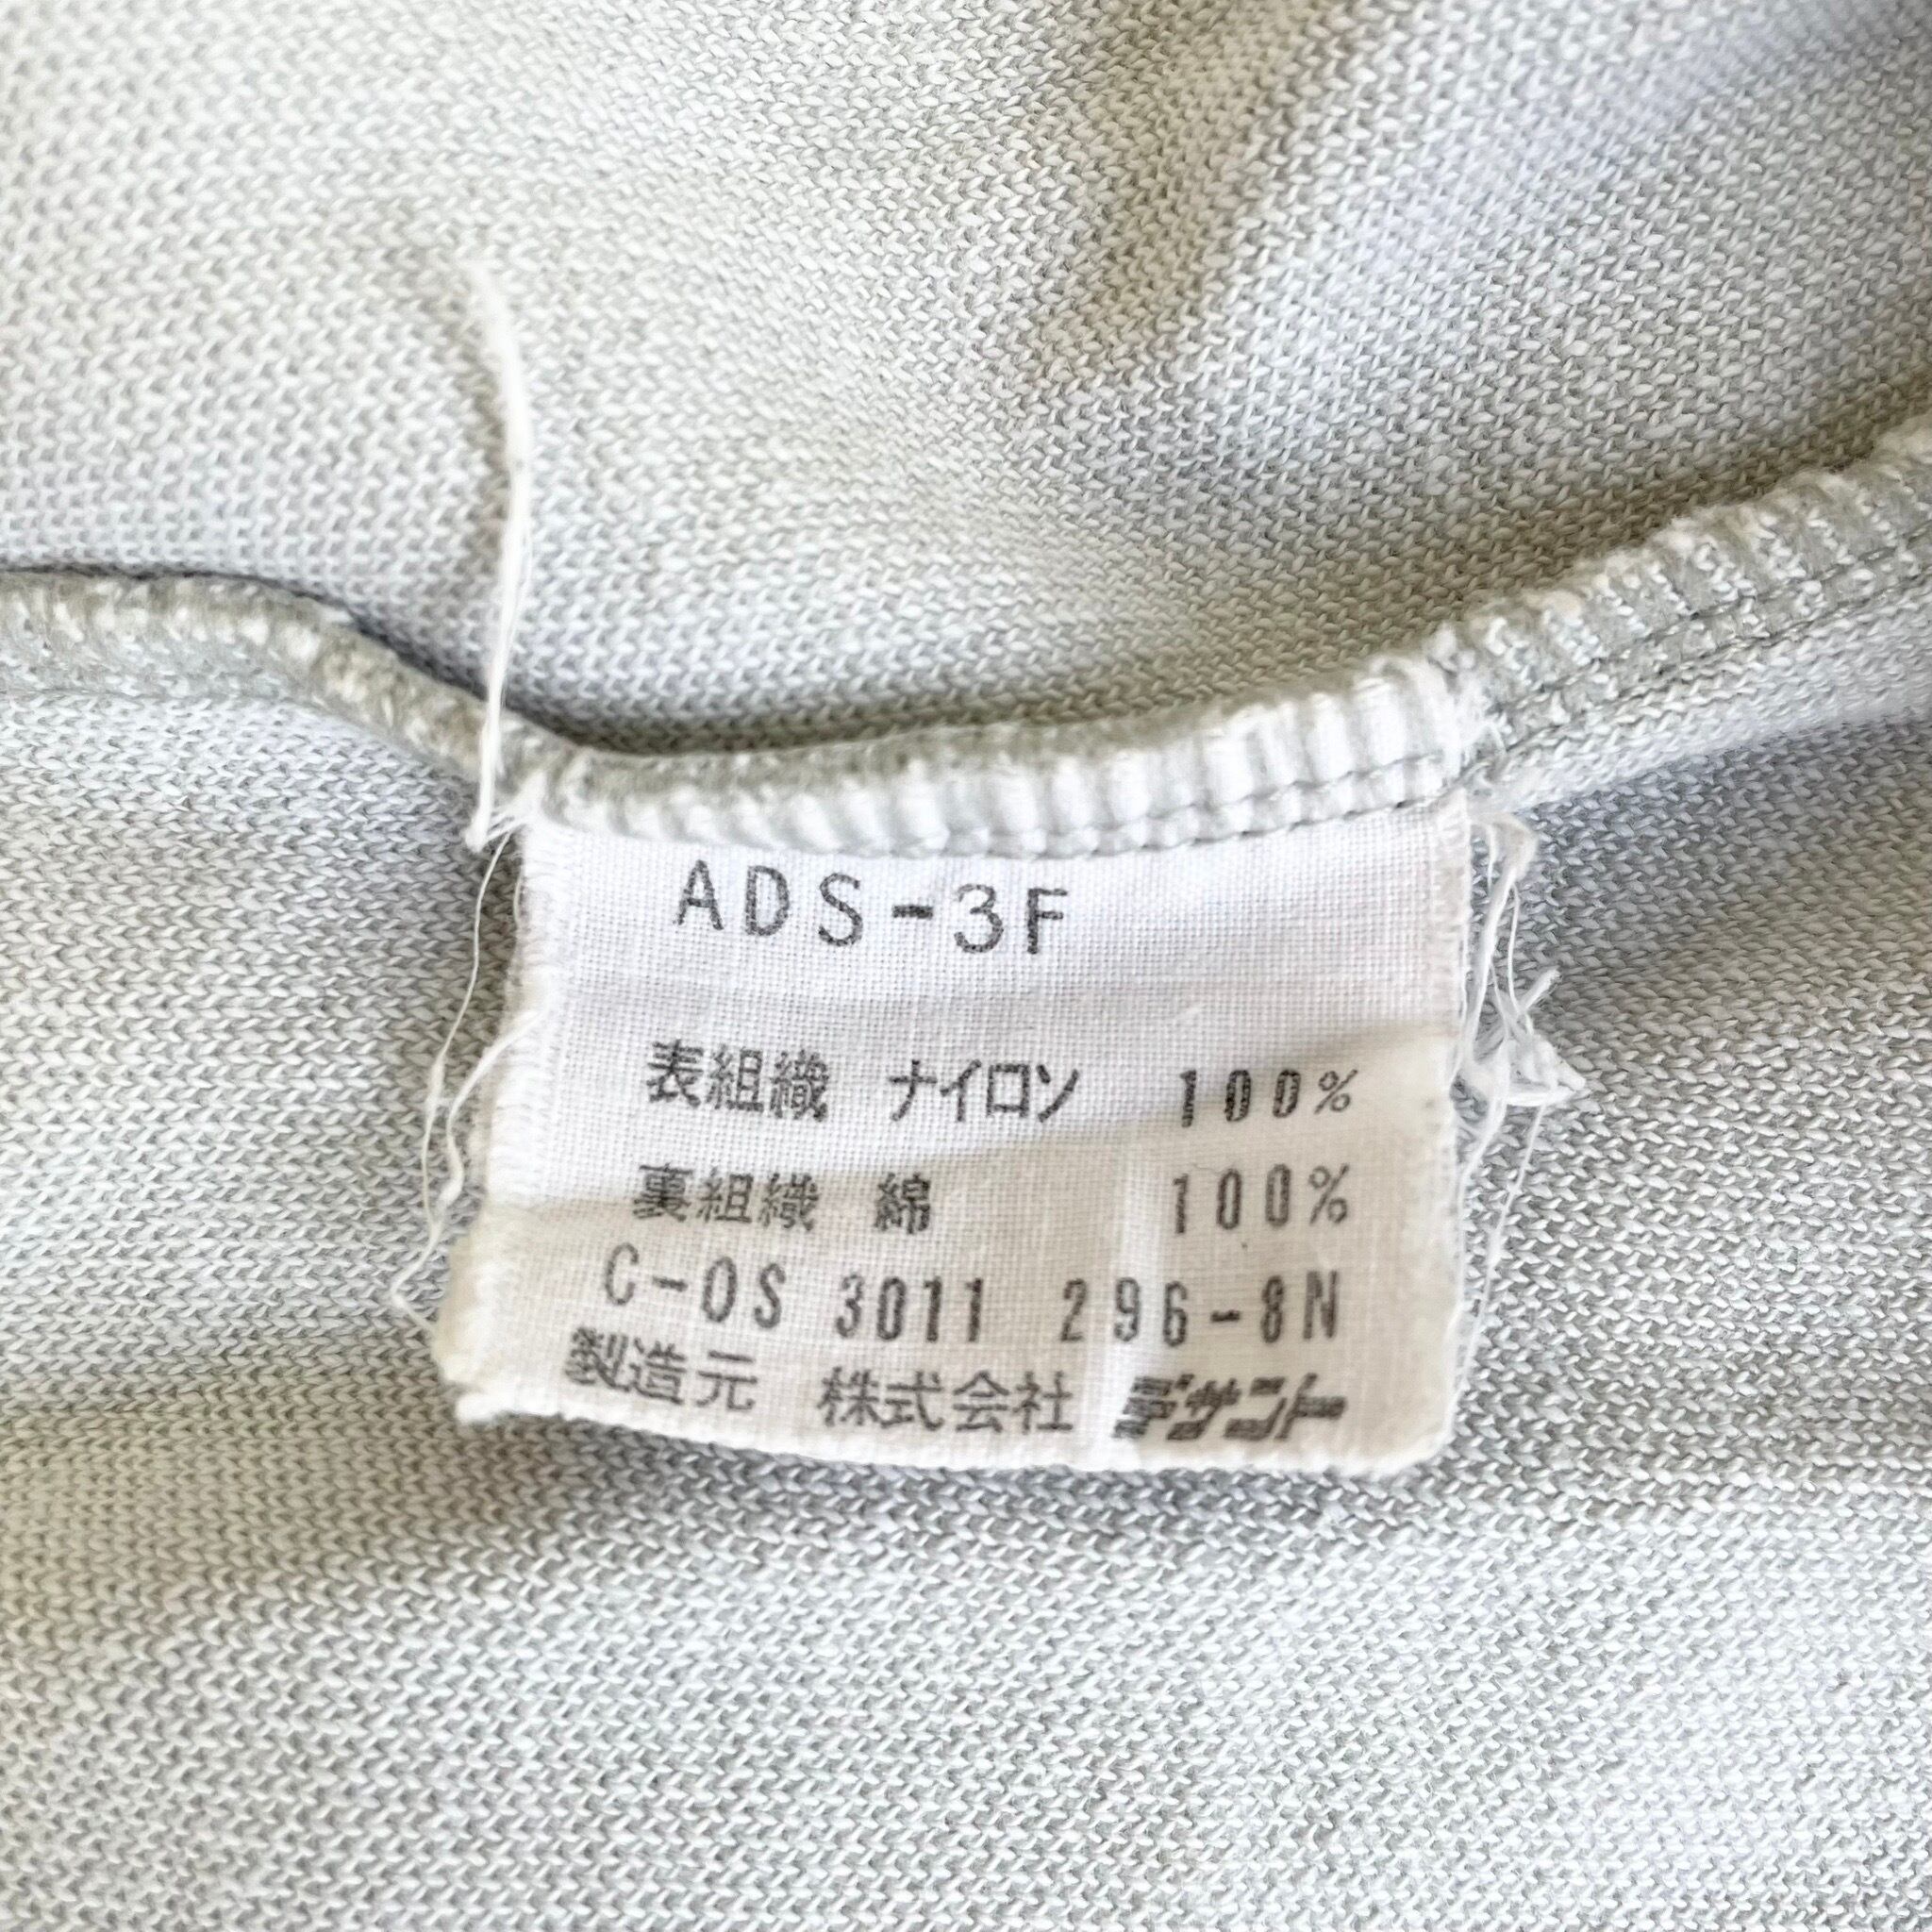 ADS-3F
表組織 ナイロン 100%
裏組織 綿 100%
C-OS 3011 296-8N
製造元 株式会社 デサント